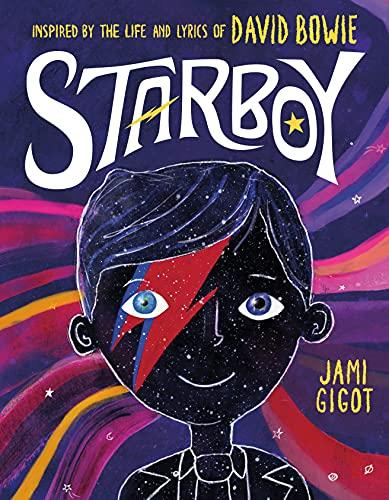 INSPIRED BY THE LIFE AND LYRICS OF DAVID BOWIE
STARBOY
JAMI
GIGOT